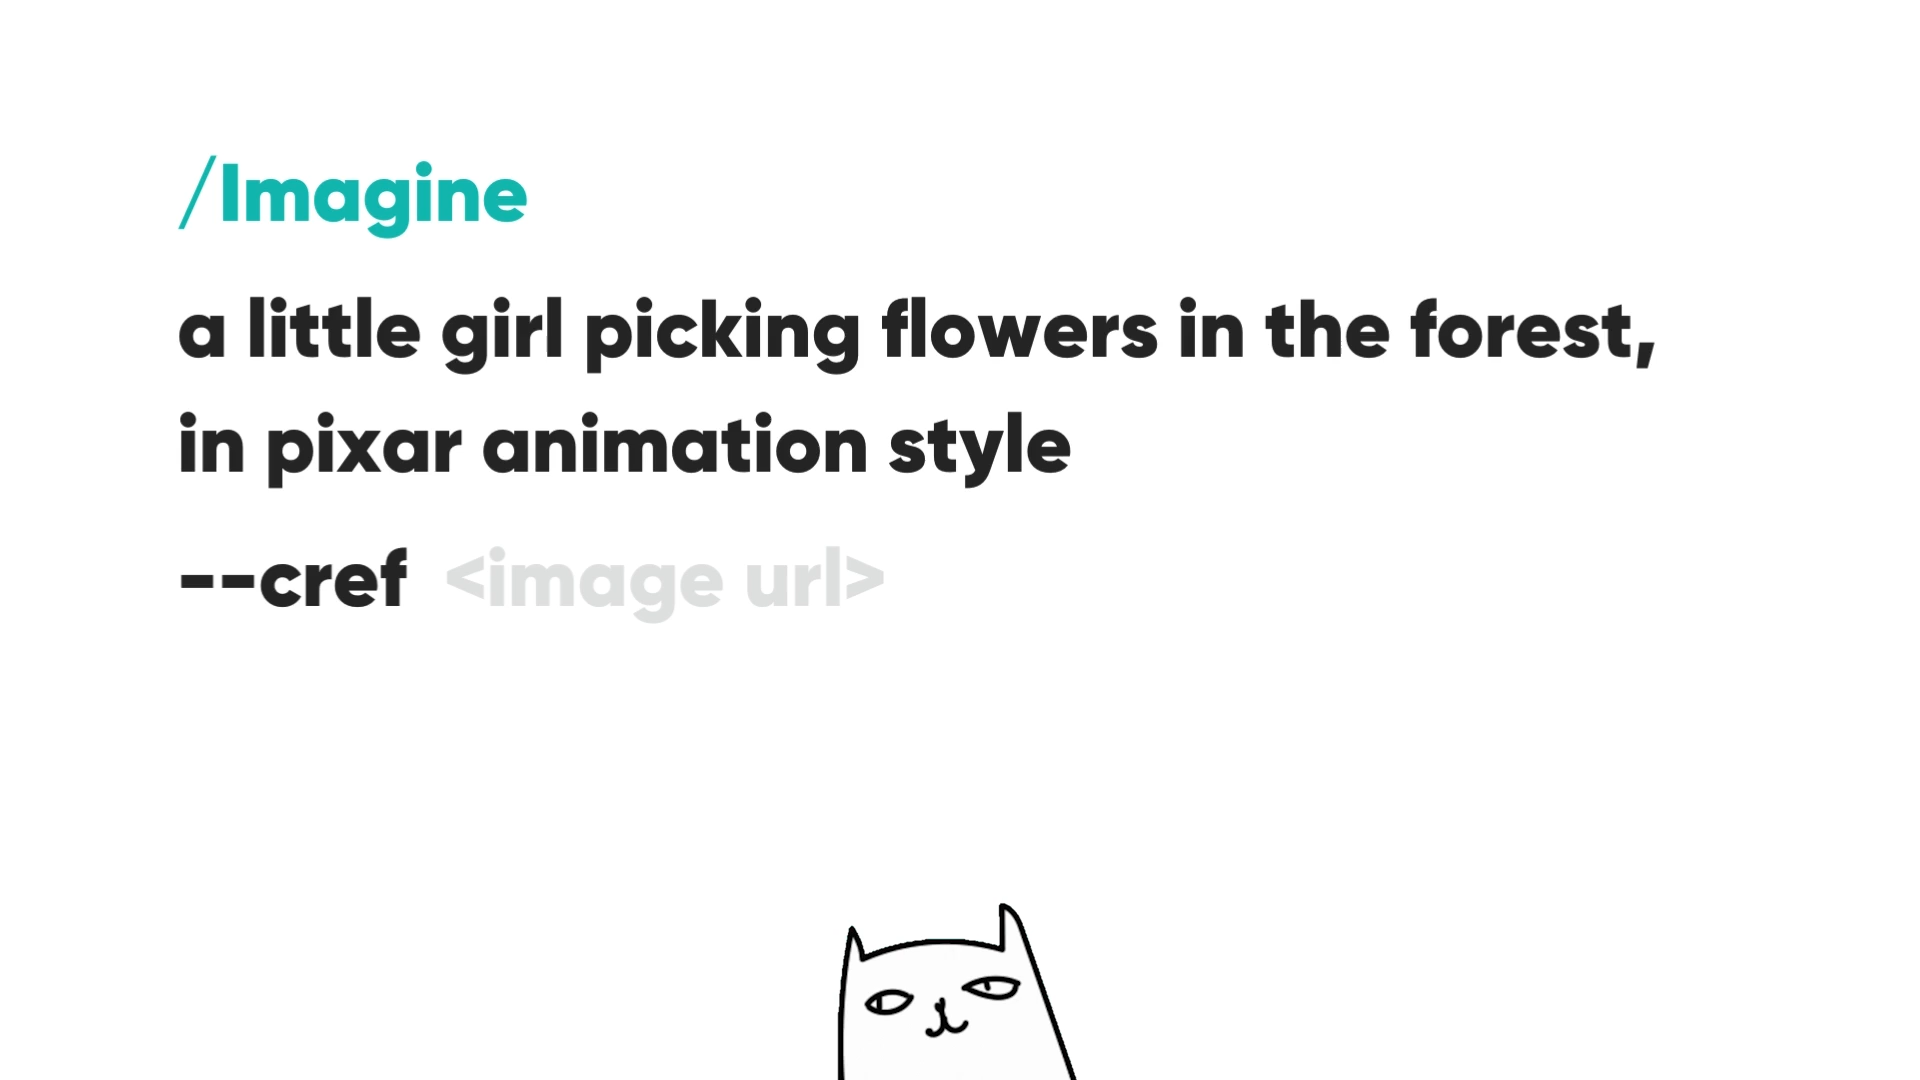 /Imagine
a little girl picking flowers in the forest,
in pixar animation style
--cref <image url>